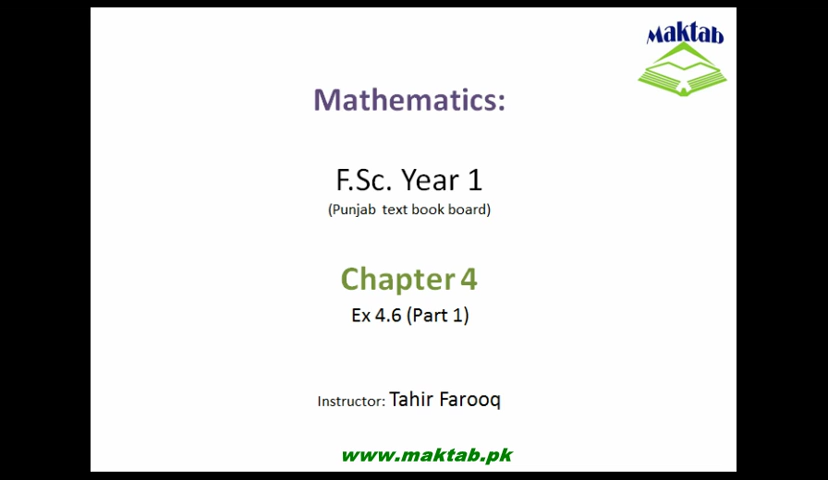 Maktab
Mathematics:
F.Sc. Year 1
(Punjab text book board)
Chapter 4
Ex 4.6 (Part 1)
Instructor: Tahir Farooq
www.maktab.pk